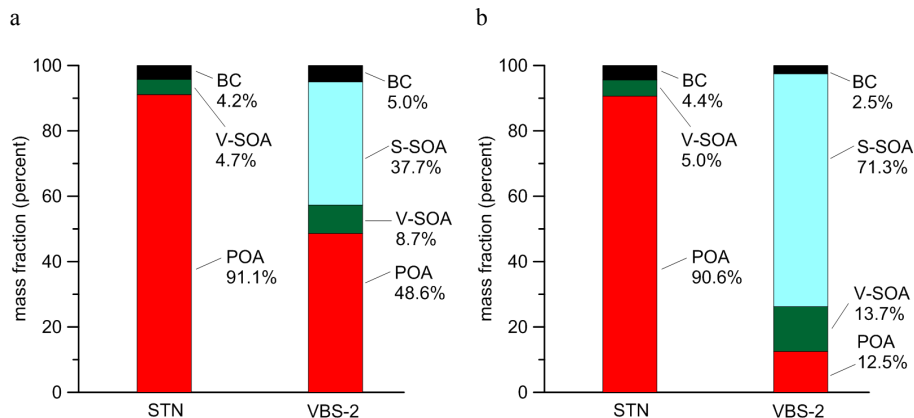 a
mass fraction (percent)
100
80
60
40
20
0
BC
4.2%
V-SOA
4.7%
POA
91.1%
BC
5.0%
S-SOA
37.7%
V-SOA
8.7%
POA
48.6%
STN
VBS-2
b
mass fraction (percent)
100
80
60
40
20
0
BC
4.4%
V-SOA
5.0%
POA
90.6%
BC
2.5%
S-SOA
71.3%
V-SOA
13.7%
POA
12.5%
STN
VBS-2